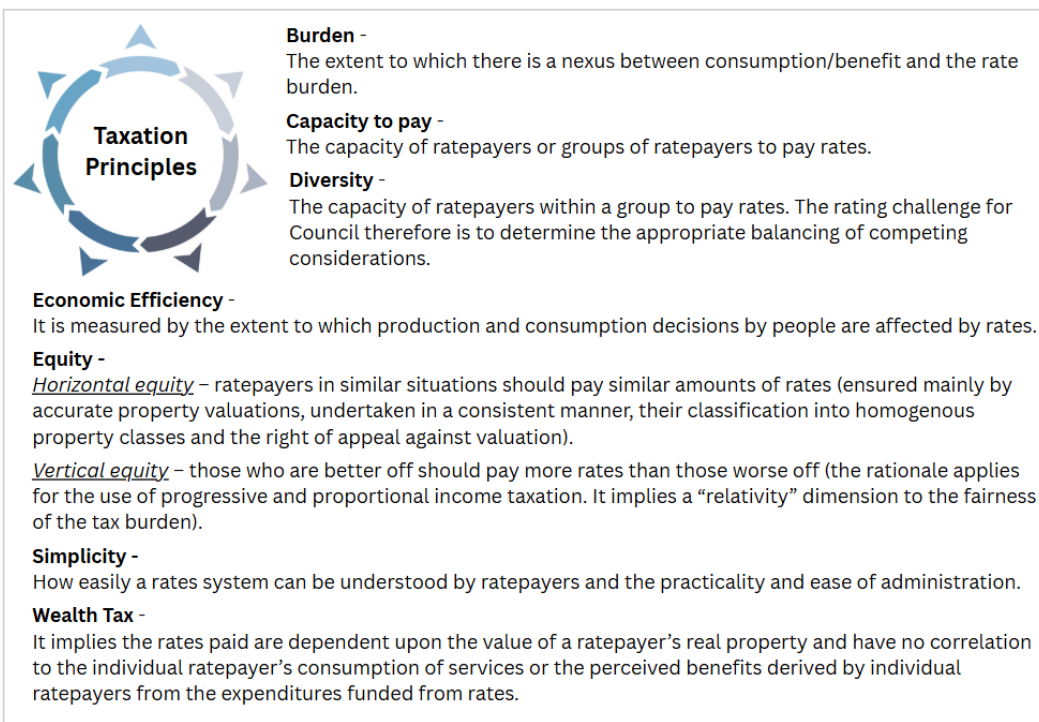 Taxation
Principles
Burden -
The extent to which there is a nexus between consumption/benefit and the rate
burden.
Capacity to pay -
The capacity of ratepayers or groups of ratepayers to pay rates.
Diversity -
The capacity of ratepayers within a group to pay rates. The rating challenge for
Council therefore is to determine the appropriate balancing of competing
considerations.
Economic Efficiency -
It is measured by the extent to which production and consumption decisions by people are affected by rates.
Equity -
Horizontal equity – ratepayers in similar situations should pay similar amounts of rates (ensured mainly by
accurate property valuations, undertaken in a consistent manner, their classification into homogenous
property classes and the right of appeal against valuation).
Vertical equity – those who are better off should pay more rates than those worse off (the rationale applies
for the use of progressive and proportional income taxation. It implies a “relativity” dimension to the fairness
of the tax burden).
Simplicity -
How easily a rates system can be understood by ratepayers and the practicality and ease of administration.
Wealth Tax -
It implies the rates paid are dependent upon the value of a ratepayer’s real property and have no correlation
to the individual ratepayer’s consumption of services or the perceived benefits derived by individual
ratepayers from the expenditures funded from rates.